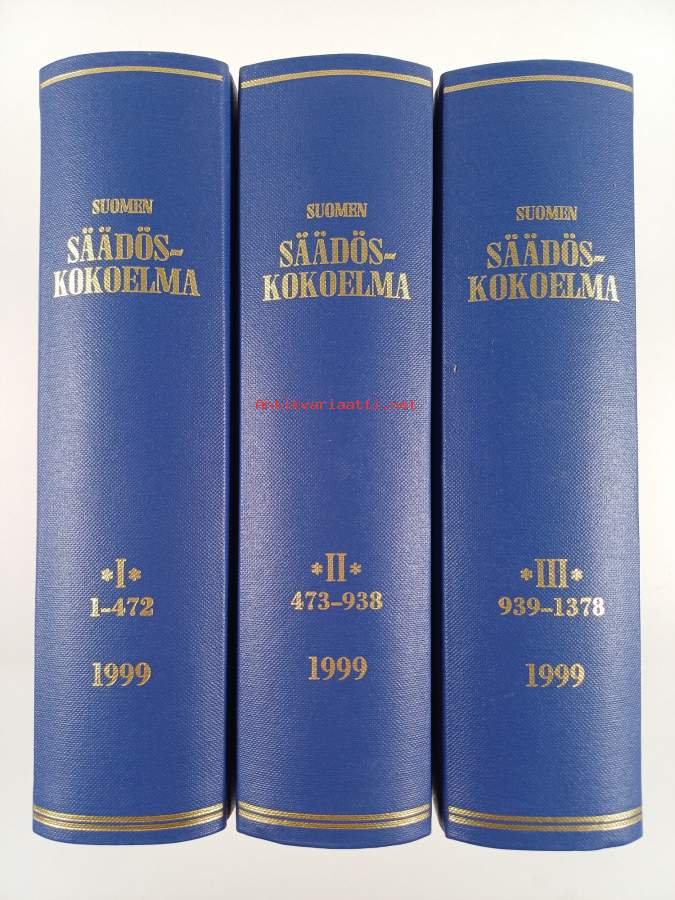 SUOMEN
SÄÄDÖS-
KOKOELMA
*I*
1-472
1999
SUOMEN
SÄÄDÖS-
KOKOELMA
Antikvariaatti.net
*II*
473-938
1999
SUOMEN
SÄÄDÖS-
KOKOELMA
*III*
939-1378
1999